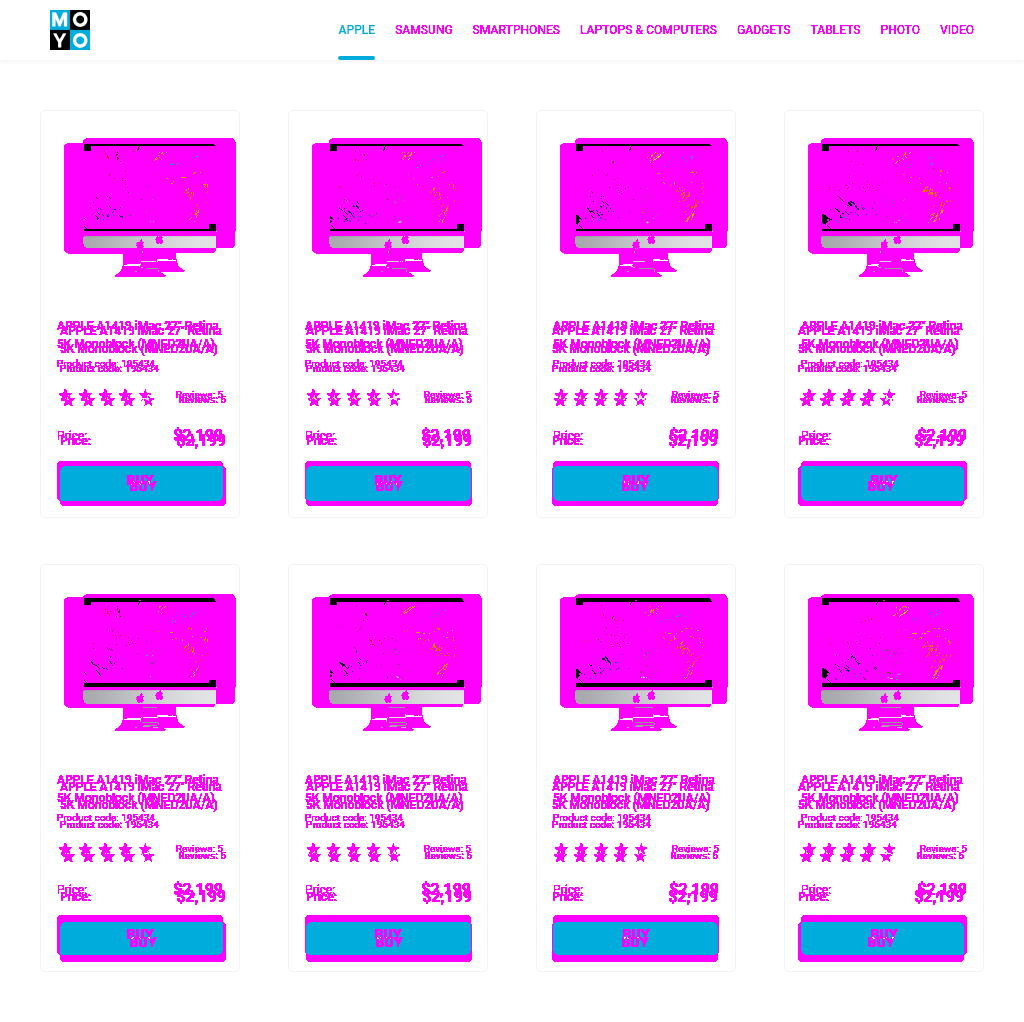 MO
YO
APPLE SAMSUNG SMARTPHONES LAPTOPS & COMPUTERS GADGETS TABLETS PHOTO VIDEO
APPLE A1419 iMac 27" Retina
5K Monoblock (MNED2UA/A)
Product code: 195434
Reviews: 5
Price: $2,199
BUY
APPLE A1419 iMac 27" Retina
5K Monoblock (MNED2UA/A)
Product code: 195434
Reviews: 5
Price: $2,199
BUY
APPLE A1419 iMac 27" Retina
5K Monoblock (MNED2UA/A)
Product code: 195434
Reviews: 5
Price: $2,199
BUY
APPLE A1419 iMac 27" Retina
5K Monoblock (MNED2UA/A)
Product code: 195434
Reviews: 5
Price: $2,199
BUY
APPLE A1419 iMac 27" Retina
5K Monoblock (MNED2UA/A)
Product code: 195434
Reviews: 5
Price: $2,199
BUY
APPLE A1419 iMac 27" Retina
5K Monoblock (MNED2UA/A)
Product code: 195434
Reviews: 5
Price: $2,199
BUY
APPLE A1419 iMac 27" Retina
5K Monoblock (MNED2UA/A)
Product code: 195434
Reviews: 5
Price: $2,199
BUY
APPLE A1419 iMac 27" Retina
5K Monoblock (MNED2UA/A)
Product code: 195434
Reviews: 5
Price: $2,199
BUY